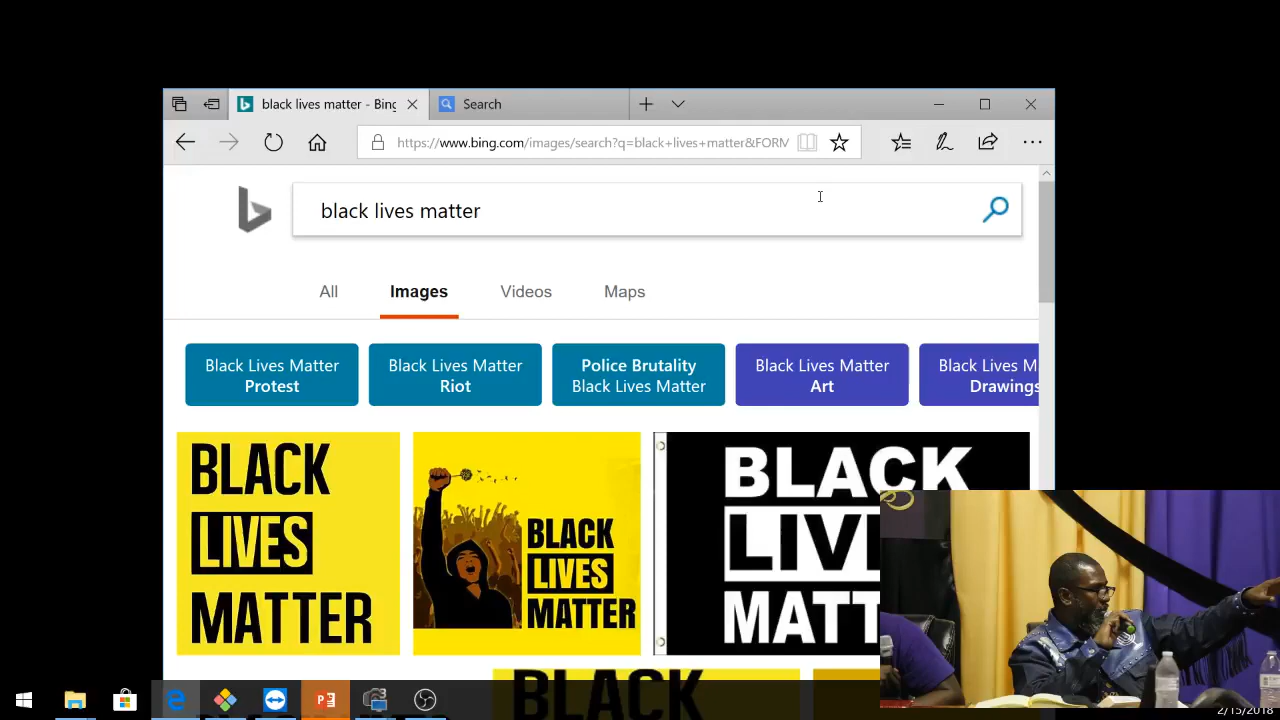 black lives matter - Bing
Search
https://www.bing.com/images/search?q=black+lives+matter&FORM
black lives matter
All
Images
Videos
Maps
Black Lives Matter
Protest
Black Lives Matter
Riot
Police Brutality
Black Lives Matter
Black Lives Matter
Art
Black Lives M
Drawings
BLACK
LIVES
MATTER
BLACK
LIVES
MATTER
BLACK
LIV
MATT
BLACK
2/15/2018